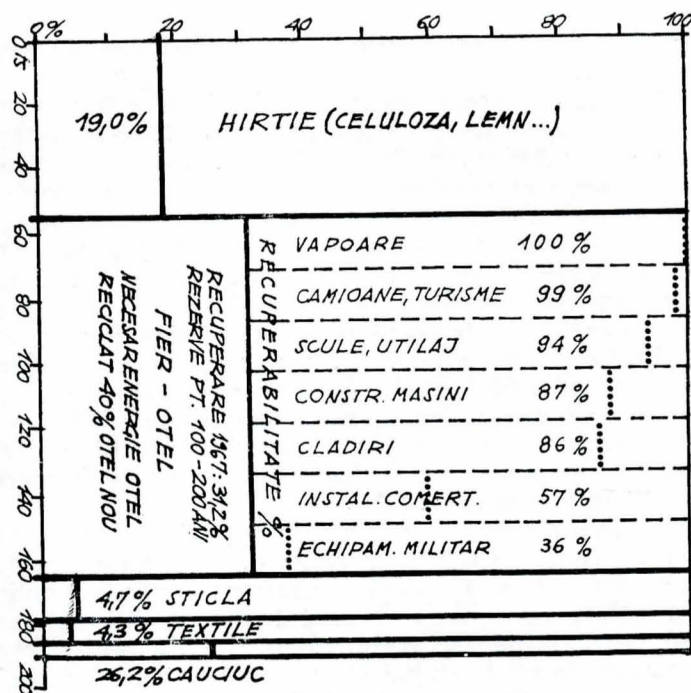 0% 20 40 60 80 100
0,15 20 40 60 80 100 120 140 160 180 200
19,0% HIRTIE (CELULOZA, LEMN...)
RECUPERARE 1967: 31,2%
REZERVE PT. 100-200 ANI
FIER - OTEL
NECESAR ENERGIE OTEL
RECICLAT 40% OTEL NOU
RECUPERABILITATE %
VAPOARE 100 %
CAMIOANE, TURISME 99 %
SCULE, UTILAJ 94 %
CONSTR. MASINI 87 %
CLADIRI 86 %
INSTAL. COMERT. 57 %
ECHIPAM. MILITAR 36 %
4,7% STICLA
4,3% TEXTILE
26,2% CAUCIUC